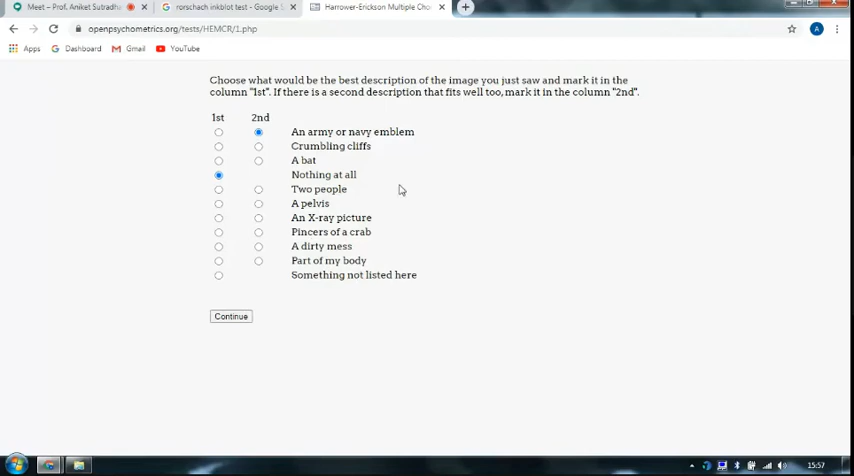 Meet – Prof. Aniket Sutradha
rorschach inkblot test - Google S
Harrower-Erickson Multiple Cho
openpsychometrics.org/tests/HEMCR/1.php
A
Apps
Dashboard
Gmail
YouTube
Choose what would be the best description of the image you just saw and mark it in the
column "1st". If there is a second description that fits well too, mark it in the column "2nd".
1st 2nd
An army or navy emblem
Crumbling cliffs
A bat
Nothing at all
Two people
A pelvis
An X-ray picture
Pincers of a crab
A dirty mess
Part of my body
Something not listed here
Continue
15:57